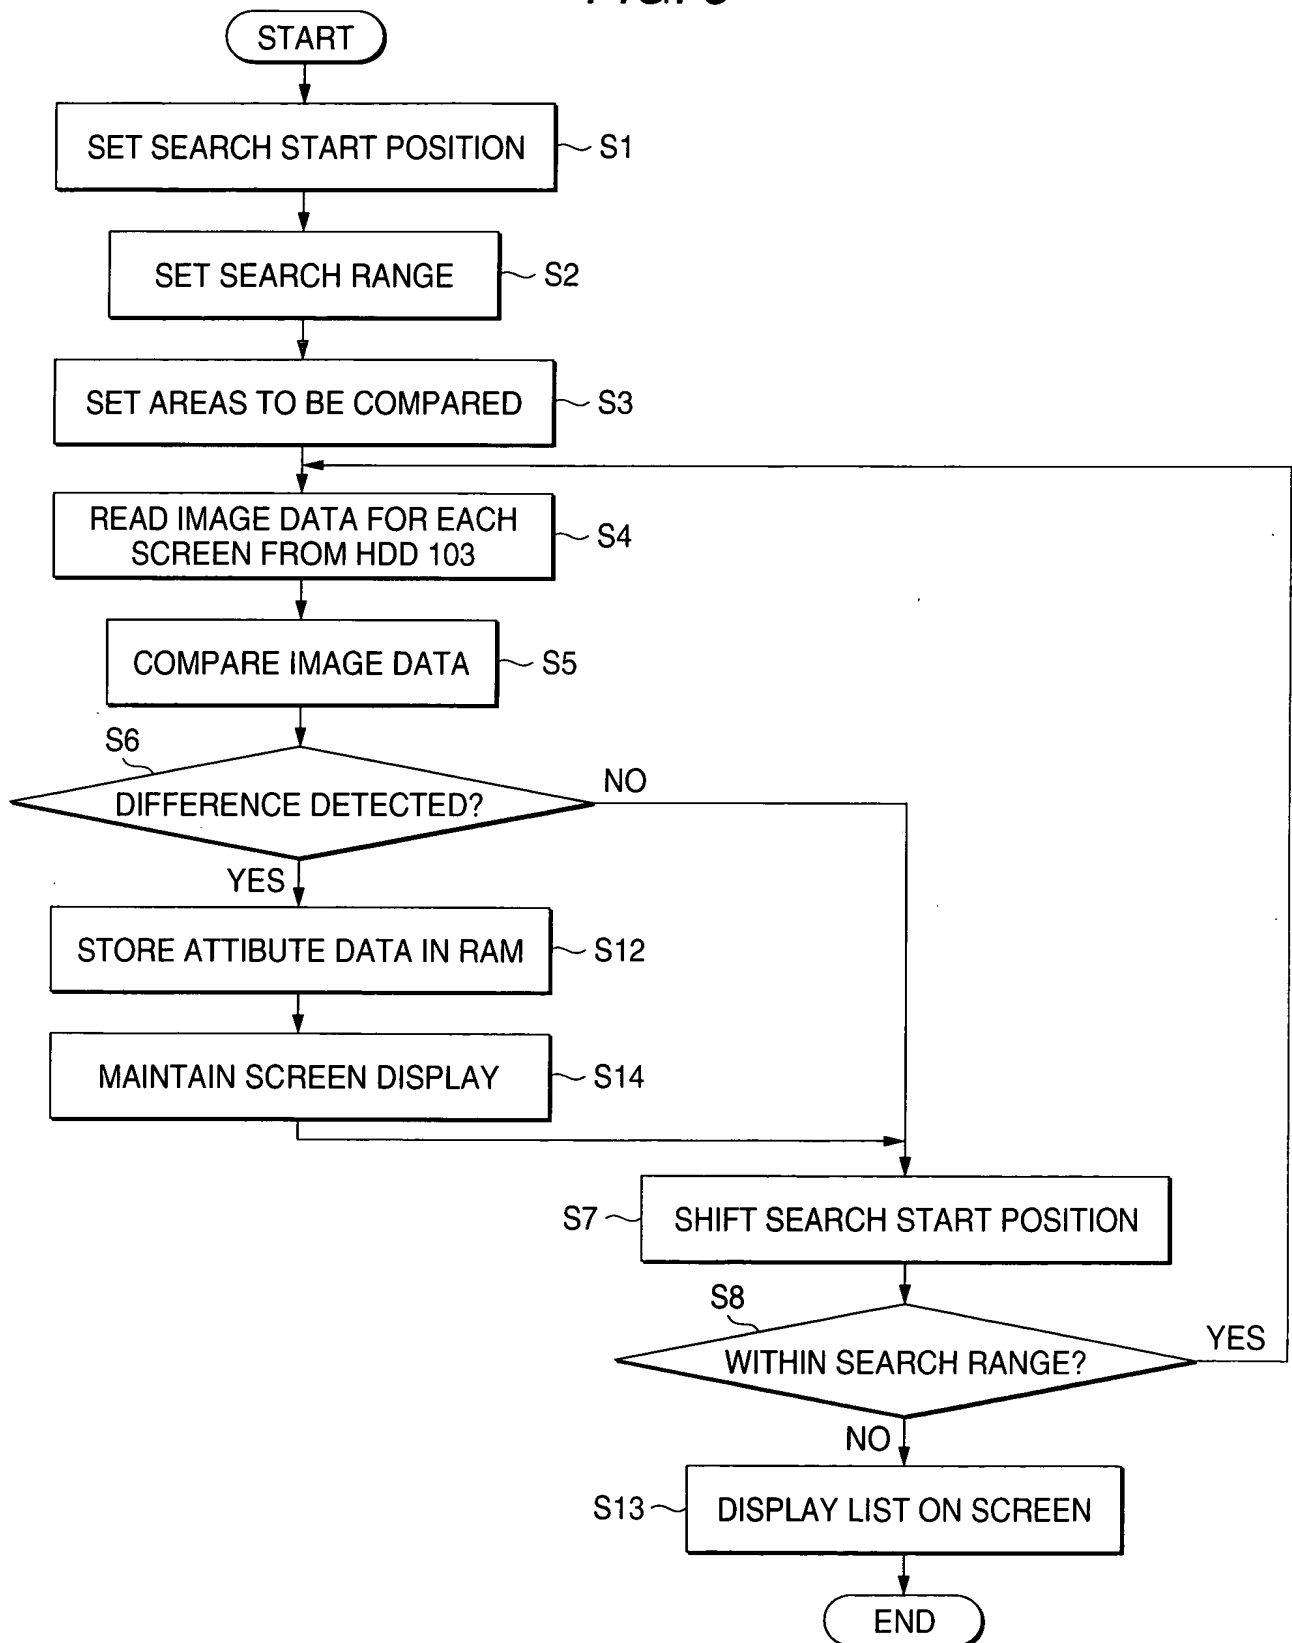 START
SET SEARCH START POSITION
S1
SET SEARCH RANGE
S2
SET AREAS TO BE COMPARED
S3
READ IMAGE DATA FOR EACH
SCREEN FROM HDD 103
S4
COMPARE IMAGE DATA
S5
S6
DIFFERENCE DETECTED?
NO
YES
STORE ATTIBUTE DATA IN RAM
S12
MAINTAIN SCREEN DISPLAY
S14
S7
SHIFT SEARCH START POSITION
S8
WITHIN SEARCH RANGE?
YES
NO
S13
DISPLAY LIST ON SCREEN
END